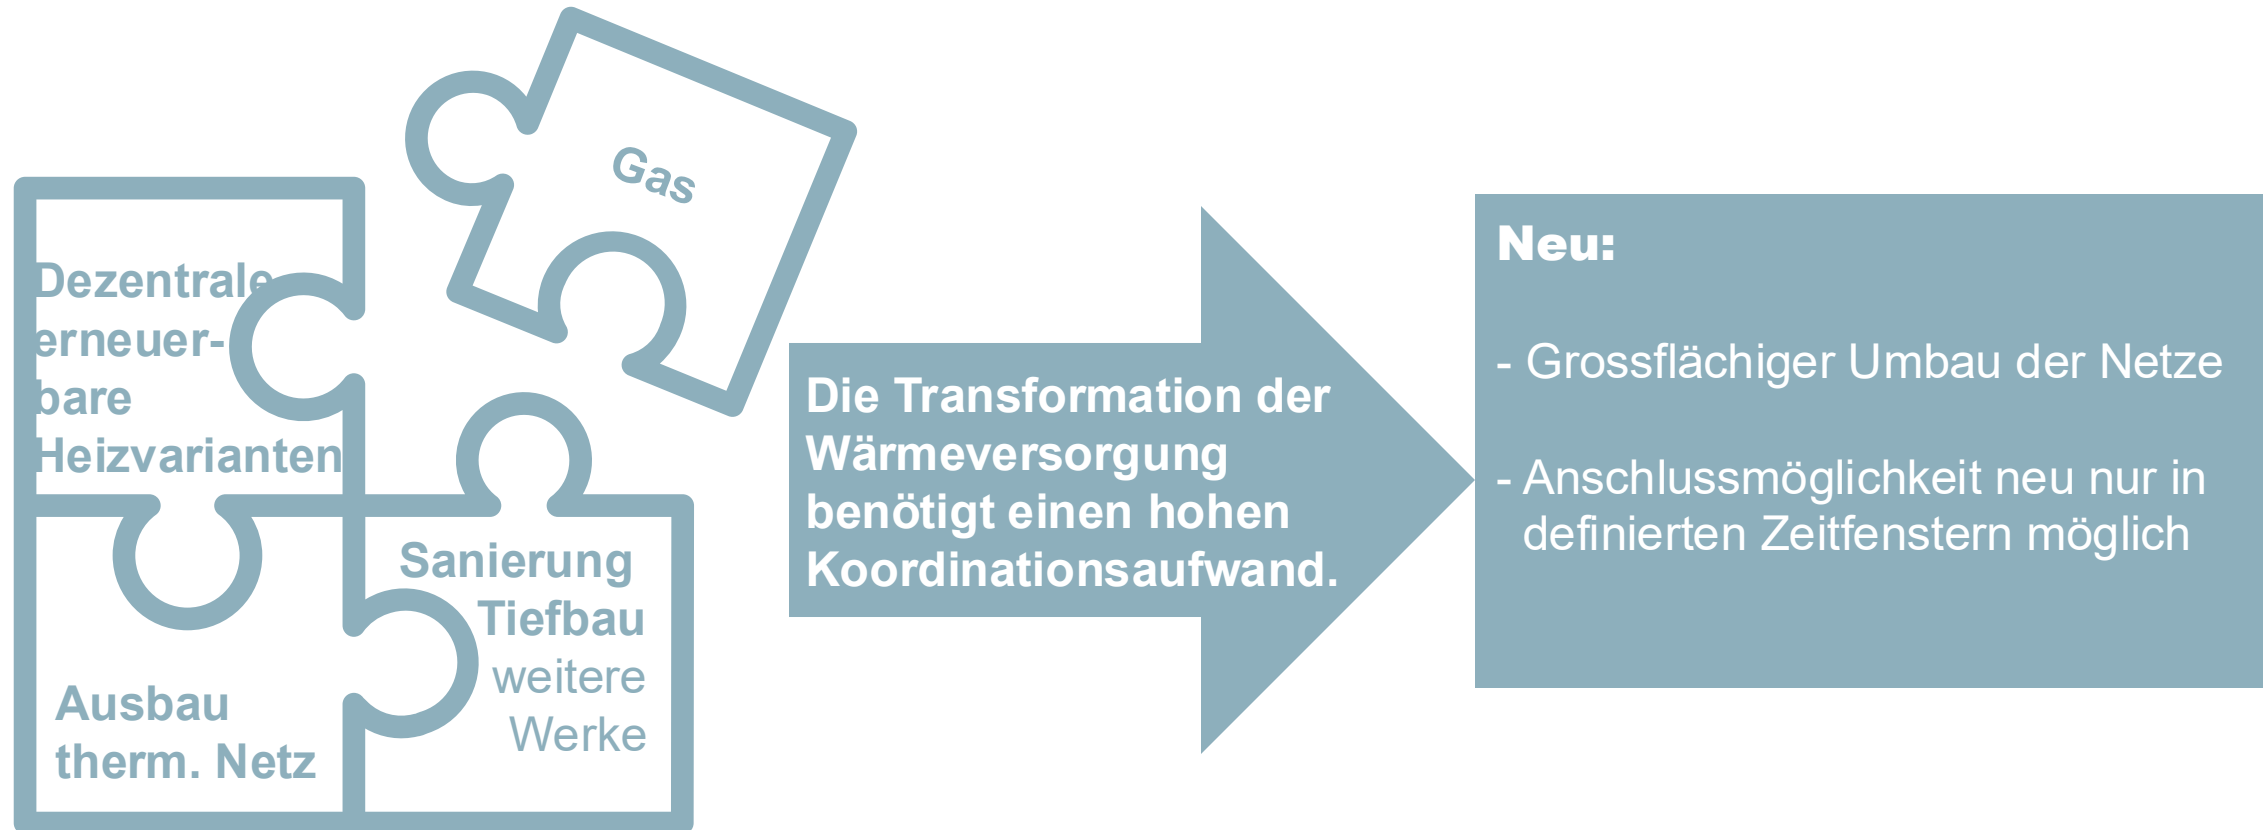 Gas
Dezentrale
erneuer-
bare
Heizvarianten
Sanierung
Tiefbau
weitere
Werke
Ausbau
therm. Netz
Die Transformation der
Wärmeversorgung
benötigt einen hohen
Koordinationsaufwand.
Neu:
- Grossflächiger Umbau der Netze
- Anschlussmöglichkeit neu nur in
definierten Zeitfenstern möglich